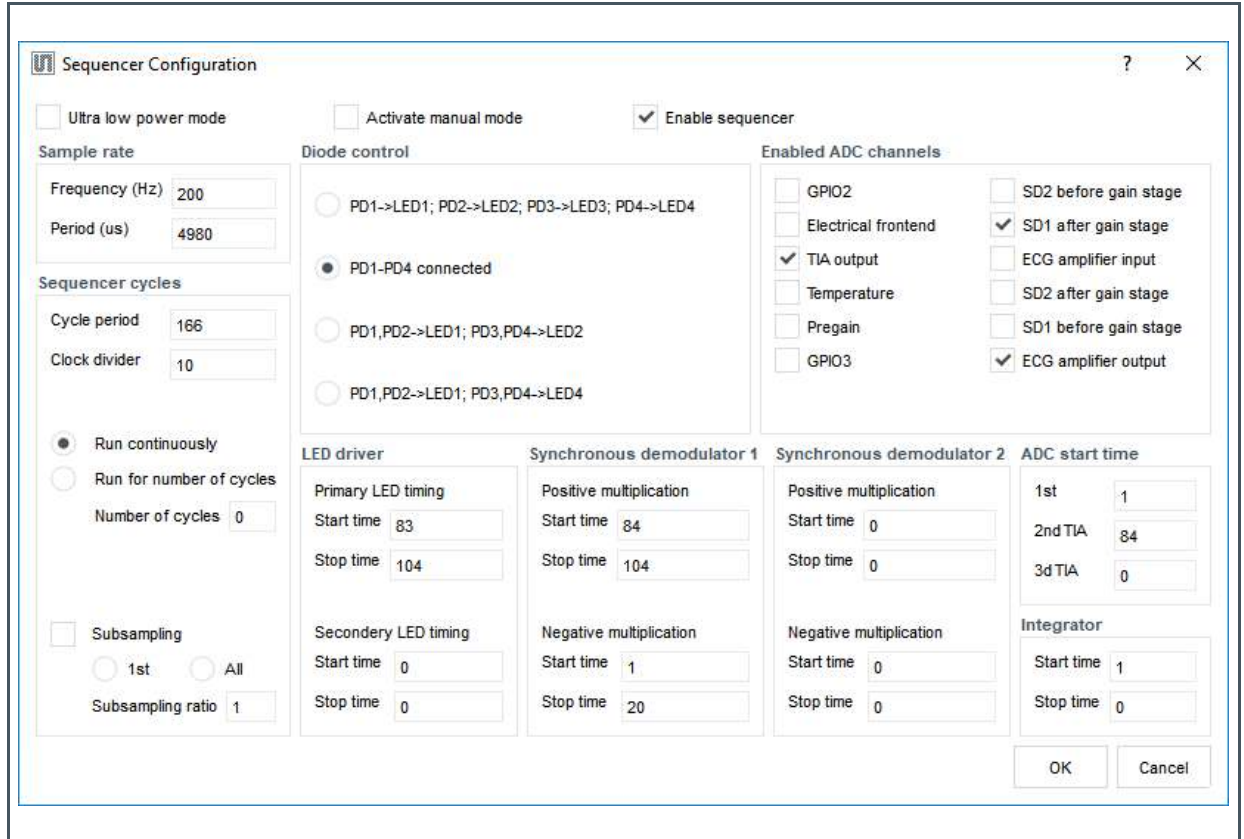 Sequencer Configuration ?
Ultra low power mode Activate manual mode Enable sequencer
Sample rate
Frequency (Hz) 200
Period (us) 4980
Sequencer cycles
Cycle period 166
Clock divider 10
Run continuously
Run for number of cycles
Number of cycles 0
Subsampling
1st All
Subsampling ratio 1
Diode control
PD1->LED1; PD2->LED2; PD3->LED3; PD4->LED4
PD1-PD4 connected
PD1,PD2->LED1; PD3,PD4->LED2
PD1,PD2->LED1; PD3,PD4->LED4
Enabled ADC channels
GPIO2 SD2 before gain stage
Electrical frontend SD1 after gain stage
TIA output ECG amplifier input
Temperature SD2 after gain stage
Pregain SD1 before gain stage
GPIO3 ECG amplifier output
LED driver
Primary LED timing
Start time 83
Stop time 104
Secondery LED timing
Start time 0
Stop time 0
Synchronous demodulator 1
Positive multiplication
Start time 84
Stop time 104
Negative multiplication
Start time 1
Stop time 20
Synchronous demodulator 2
Positive multiplication
Start time 0
Stop time 0
Negative multiplication
Start time 0
Stop time 0
ADC start time
1st 1
2nd TIA 84
3d TIA 0
Integrator
Start time 1
Stop time 0
OK Cancel